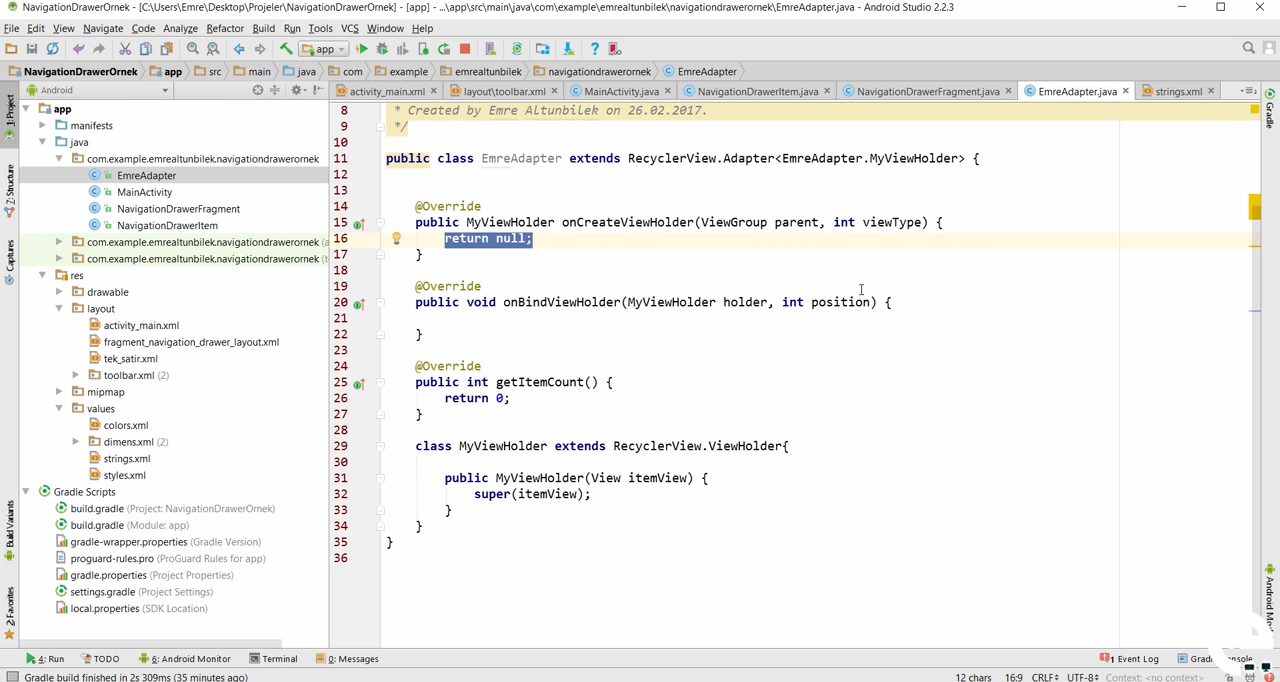 NavigationDrawerOrnek - [C:\Users\Emre\Desktop\Projeler\NavigationDrawerOrnek] - [app] - ...\app\src\main\java\com\example\emrealtunbilek\navigationdrawerornek\EmreAdapter.java - Android Studio 2.2.3
File Edit View Navigate Code Analyze Refactor Build Run Tools VCS Window Help
app
NavigationDrawerOrnek app src main java com example emrealtunbilek navigationdrawerornek EmreAdapter
Android
activity_main.xml layout\toolbar.xml MainActivity.java NavigationDrawerItem.java NavigationDrawerFragment.java EmreAdapter.java strings.xml
1: Project
7: Structure
Captures
Build Variants
2: Favorites
app
manifests
java
com.example.emrealtunbilek.navigationdrawerornek
EmreAdapter
MainActivity
NavigationDrawerFragment
NavigationDrawerItem
com.example.emrealtunbilek.navigationdrawerornek (a
com.example.emrealtunbilek.navigationdrawerornek (t
res
drawable
layout
activity_main.xml
fragment_navigation_drawer_layout.xml
tek_satir.xml
toolbar.xml (2)
mipmap
values
colors.xml
dimens.xml (2)
strings.xml
styles.xml
Gradle Scripts
build.gradle (Project: NavigationDrawerOrnek)
build.gradle (Module: app)
gradle-wrapper.properties (Gradle Version)
proguard-rules.pro (ProGuard Rules for app)
gradle.properties (Project Properties)
settings.gradle (Project Settings)
local.properties (SDK Location)
8 * Created by Emre Altunbilek on 26.02.2017.
9 */
10
11 public class EmreAdapter extends RecyclerView.Adapter<EmreAdapter.MyViewHolder> {
12
13
14 @Override
15 public MyViewHolder onCreateViewHolder(ViewGroup parent, int viewType) {
16 return null;
17 }
18
19 @Override
20 public void onBindViewHolder(MyViewHolder holder, int position) {
21
22 }
23
24 @Override
25 public int getItemCount() {
26 return 0;
27 }
28
29 class MyViewHolder extends RecyclerView.ViewHolder{
30
31 public MyViewHolder(View itemView) {
32 super(itemView);
33 }
34 }
35 }
36
Gradle
4: Run TODO 6: Android Monitor Terminal 0: Messages 1 Event Log
Gradle build finished in 2s 309ms (35 minutes ago) 12 chars 16:9 CRLF UTF-8 Context: <no context>